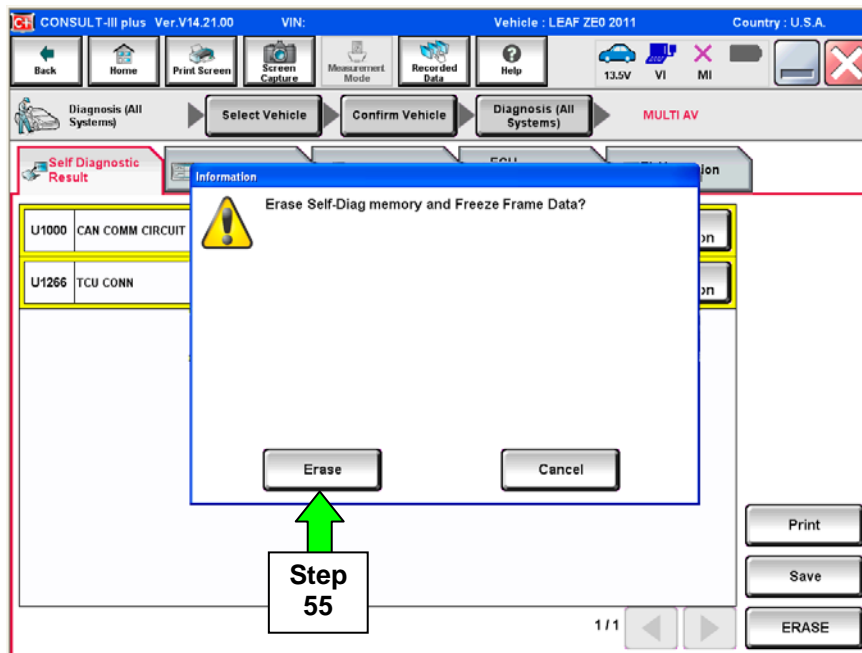 CONSULT-III plus Ver.V14.21.00 VIN: Vehicle : LEAF ZE0 2011 Country : U.S.A.
Back Home Print Screen Screen Capture Measurement Mode Recorded Data Help 13.5V VI MI
Diagnosis (All Systems) Select Vehicle Confirm Vehicle Diagnosis (All Systems) MULTI AV
Self Diagnostic Result
Information
Erase Self-Diag memory and Freeze Frame Data?
U1000 CAN COMM CIRCUIT
U1266 TCU CONN
Erase Cancel
Step
55
Print
Save
1/1
ERASE